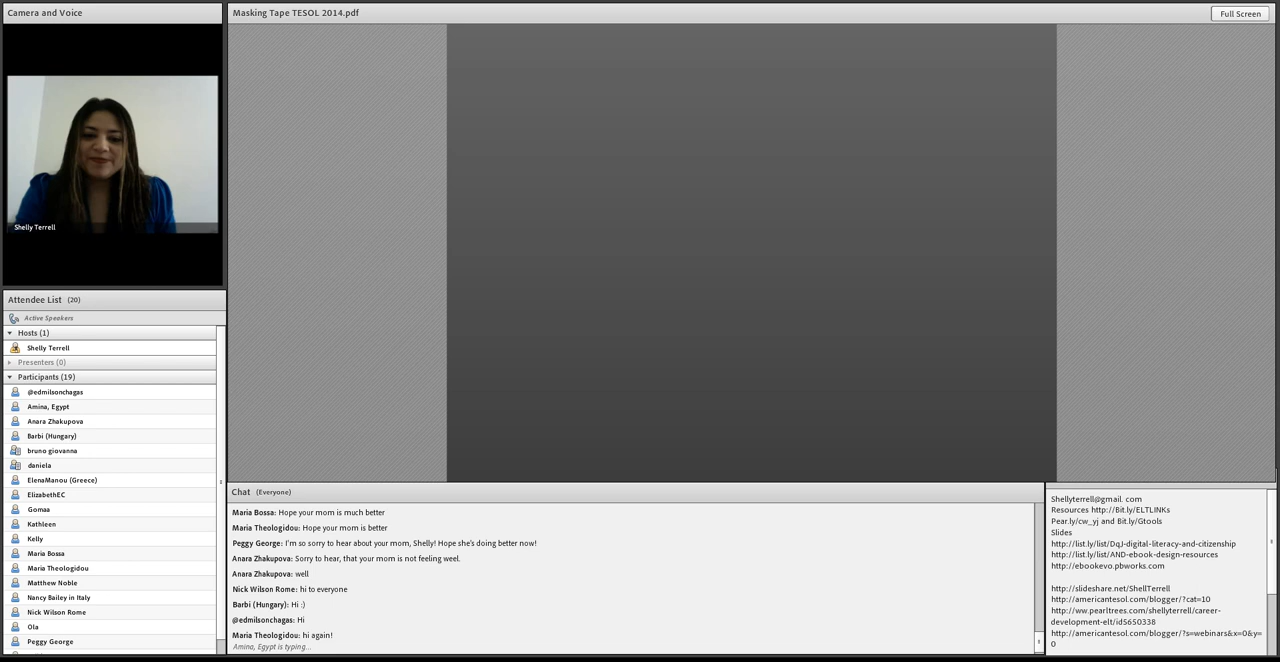 Camera and Voice
Shelly Terrell
Attendee List (20)
Active Speakers
Hosts (1)
Shelly Terrell
Presenters (0)
Participants (19)
@edmilsonchagas
Amina, Egypt
Anara Zhakupova
Barbi (Hungary)
bruno giovanna
daniela
ElenaManou (Greece)
ElizabethEC
Gomaa
Kathleen
Kelly
Maria Bossa
Maria Theologidou
Matthew Noble
Nancy Bailey in Italy
Nick Wilson Rome
Ola
Peggy George
Masking Tape TESOL 2014.pdf
Full Screen
Chat (Everyone)
Maria Bossa: Hope your mom is much better
Maria Theologidou: Hope your mom is better
Peggy George: I'm so sorry to hear about your mom, Shelly! Hope she's doing better now!
Anara Zhakupova: Sorry to hear, that your mom is not feeling weel.
Anara Zhakupova: well
Nick Wilson Rome: hi to everyone
Barbi (Hungary): Hi :)
@edmilsonchagas: Hi
Maria Theologidou: hi again!
Amina, Egypt is typing...
Shellyterrell@gmail. com
Resources http://Bit.ly/ELTLINKs
Pear.ly/cw_yj and Bit.ly/Gtools
Slides
http://list.ly/list/DqJ-digital-literacy-and-citizenship
http://list.ly/list/AND-ebook-design-resources
http://ebookevo.pbworks.com
http://slideshare.net/ShellTerrell
http://americantesol.com/blogger/?cat=10
http://ww.pearltrees.com/shellyterrell/career-
development-elt/id5650338
http://americantesol.com/blogger/?s=webinars&x=0&y=
0